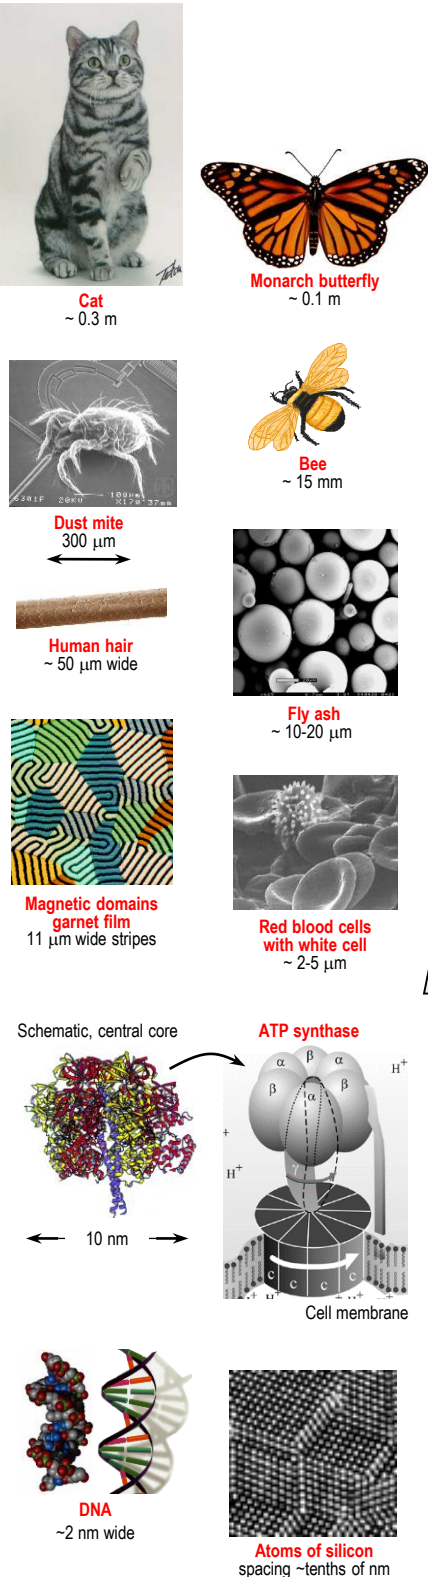 Cat
~ 0.3 m
Monarch butterfly
~ 0.1 m
Bee
~ 15 mm
Dust mite
300 μm
Human hair
~ 50 μm wide
Fly ash
~ 10-20 μm
Magnetic domains
garnet film
11 μm wide stripes
Red blood cells
with white cell
~ 2-5 μm
Schematic, central core
10 nm
ATP synthase
β
α α
β β
α
H⁺
+
H⁺
γ
c c c c
H⁺
Cell membrane
DNA
~2 nm wide
Atoms of silicon
spacing ~tenths of nm